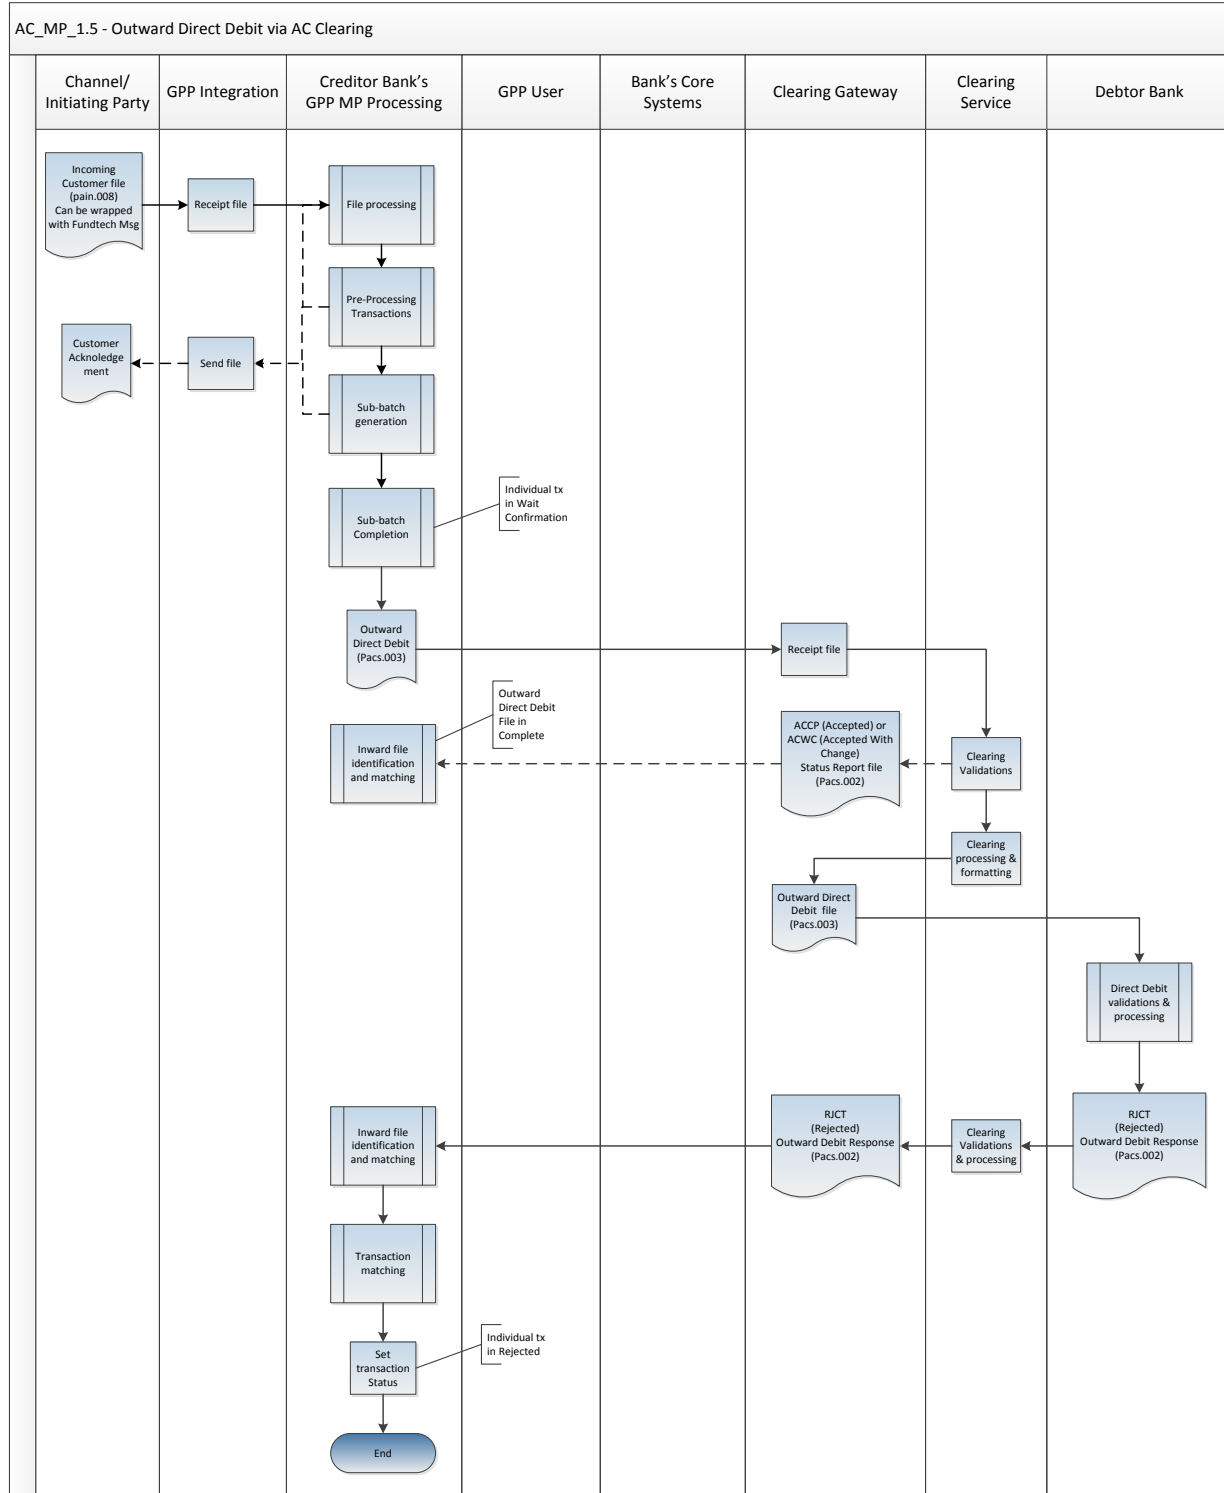 AC_MP_1.5 - Outward Direct Debit via AC Clearing
Channel/
Initiating Party
GPP Integration
Creditor Bank's
GPP MP Processing
GPP User
Bank's Core
Systems
Clearing Gateway
Clearing
Service
Debtor Bank
Incoming
Customer file
(pain.008)
Can be wrapped
with Fundtech Msg
Receipt file
File processing
Pre-Processing
Transactions
Customer
Acknoledge
ment
Send file
Sub-batch
generation
Sub-batch
Completion
Individual tx
in Wait
Confirmation
Outward
Direct Debit
(Pacs.003)
Receipt file
Outward
Direct Debit
File in
Complete
Inward file
identification
and matching
ACCP (Accepted) or
ACWC (Accepted With
Change)
Status Report file
(Pacs.002)
Clearing
Validations
Clearing
processing &
formatting
Outward Direct
Debit  file
(Pacs.003)
Direct Debit
validations &
processing
Inward file
identification
and matching
RJCT
(Rejected)
Outward Debit Response
(Pacs.002)
Clearing
Validations
& processing
RJCT
(Rejected)
Outward Debit Response
(Pacs.002)
Transaction
matching
Set
transaction
Status
Individual tx
in Rejected
End